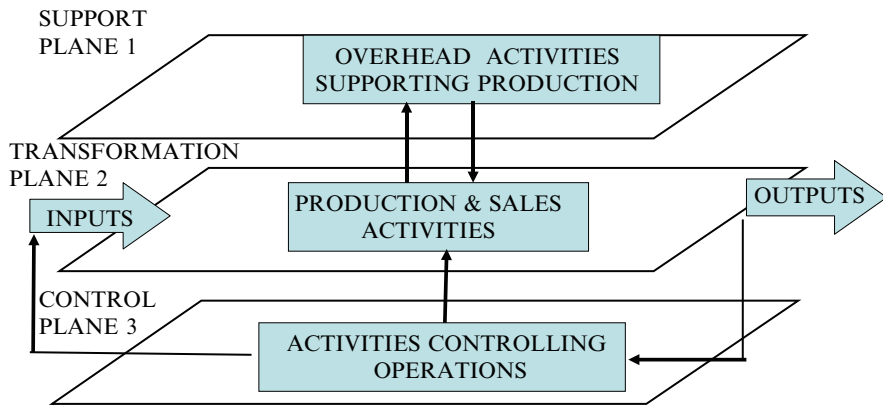 SUPPORT
PLANE 1
OVERHEAD ACTIVITIES
SUPPORTING PRODUCTION
TRANSFORMATION
PLANE 2
INPUTS
PRODUCTION & SALES
ACTIVITIES
OUTPUTS
CONTROL
PLANE 3
ACTIVITIES CONTROLLING
OPERATIONS